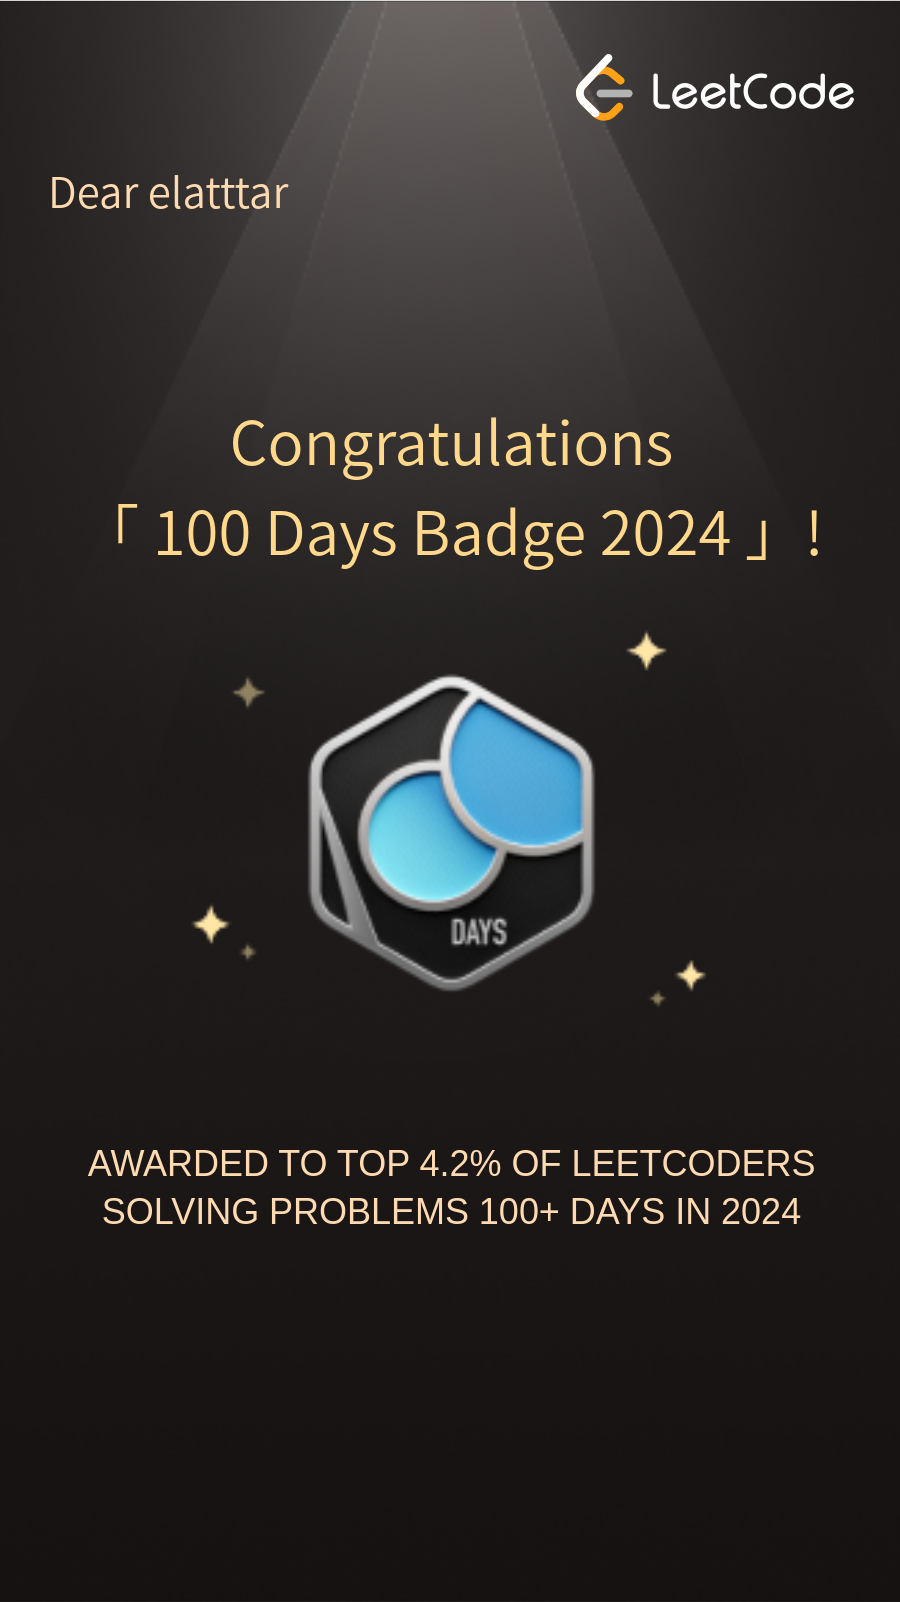 LeetCode
Dear elatttar
Congratulations
「 100 Days Badge 2024 」!
DAYS
AWARDED TO TOP 4.2% OF LEETCODERS
SOLVING PROBLEMS 100+ DAYS IN 2024